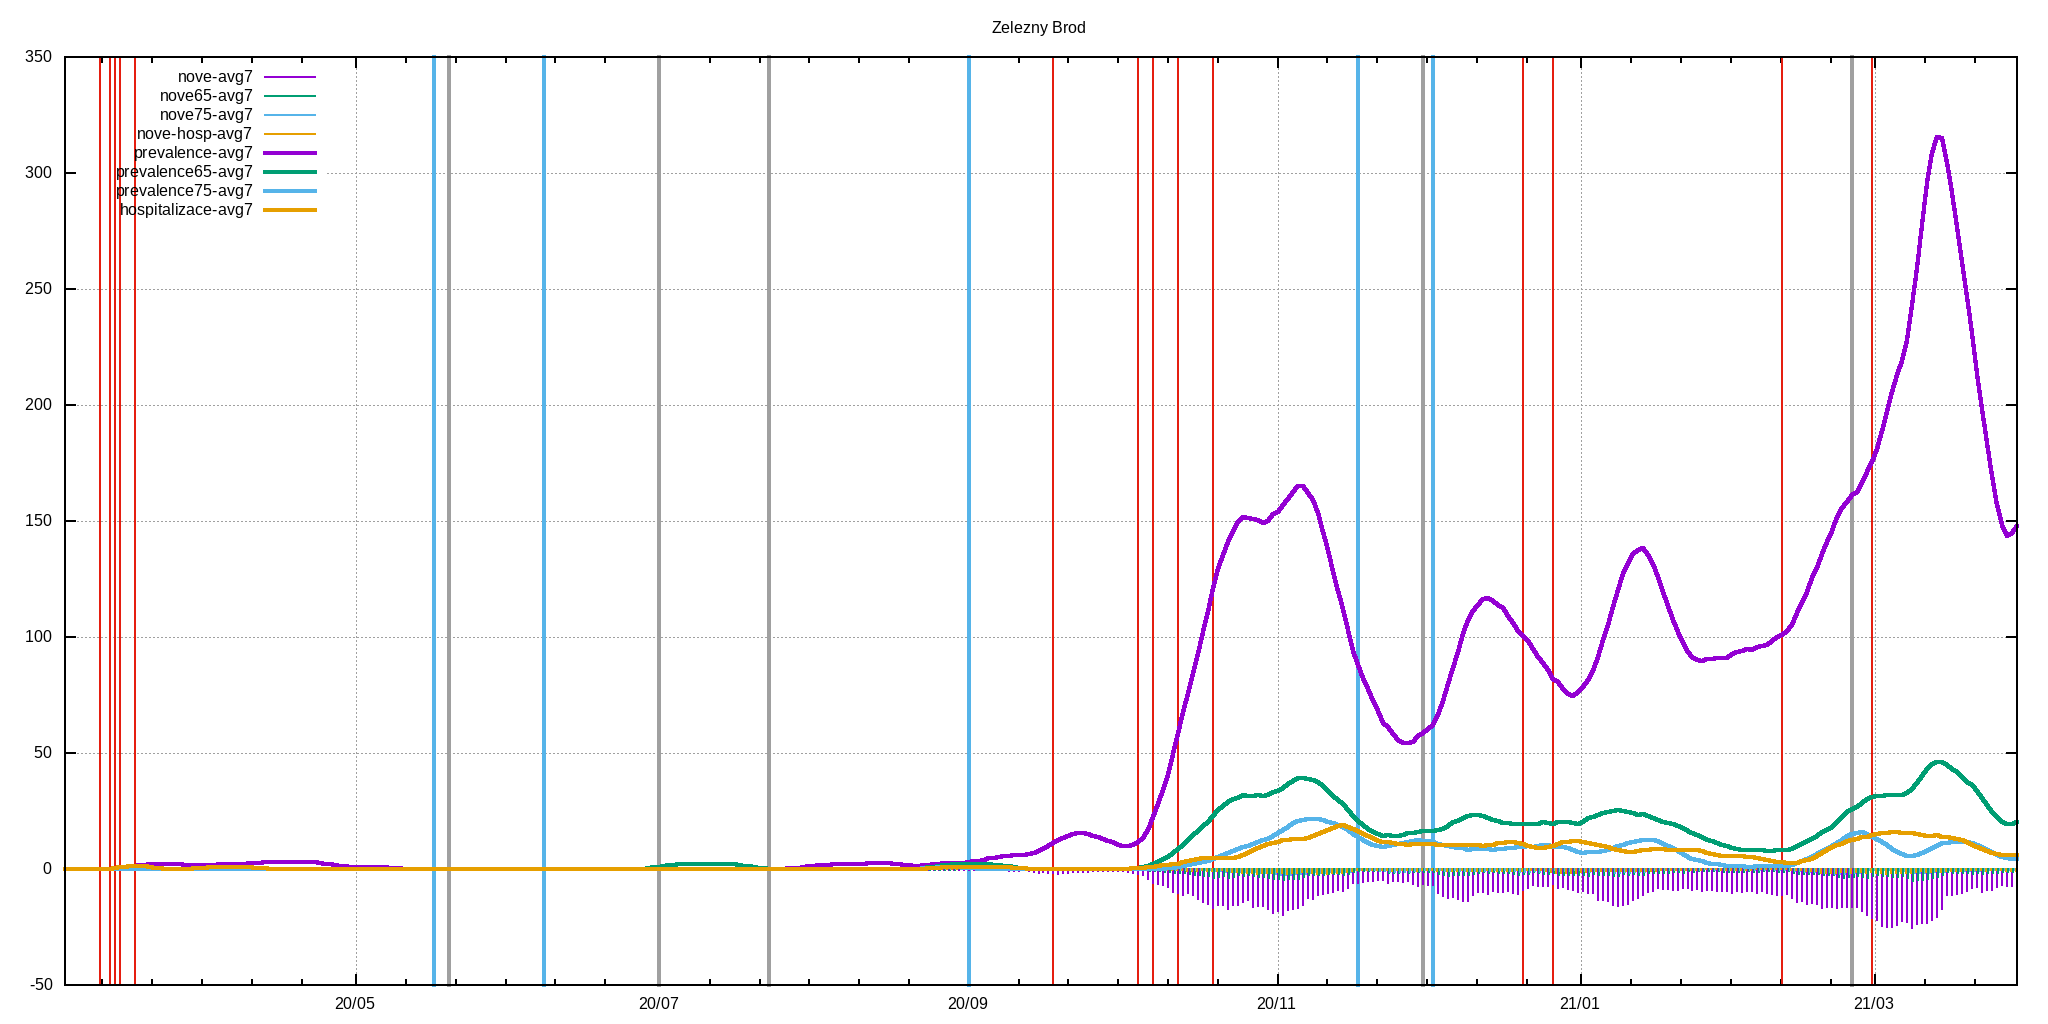 Zelezny Brod
350
300
250
200
150
100
50
0
-50
nove-avg7
nove65-avg7
nove75-avg7
nove-hosp-avg7
prevalence-avg7
prevalence65-avg7
prevalence75-avg7
hospitalizace-avg7
20/05
20/07
20/09
20/11
21/01
21/03